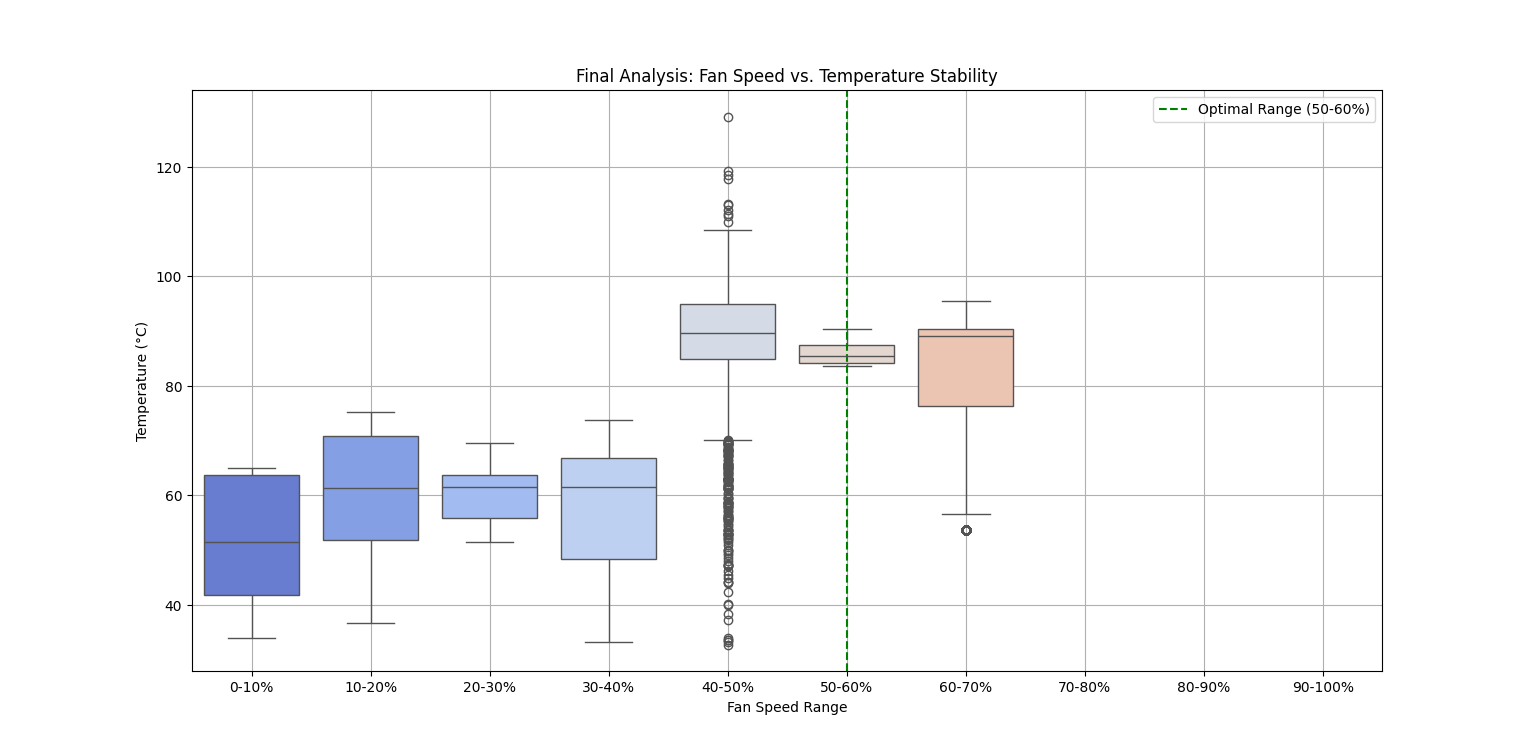 Final Analysis: Fan Speed vs. Temperature Stability
Optimal Range (50-60%)
Temperature (°C)
120
100
80
60
40
0-10% 10-20% 20-30% 30-40% 40-50% 50-60% 60-70% 70-80% 80-90% 90-100%
Fan Speed Range